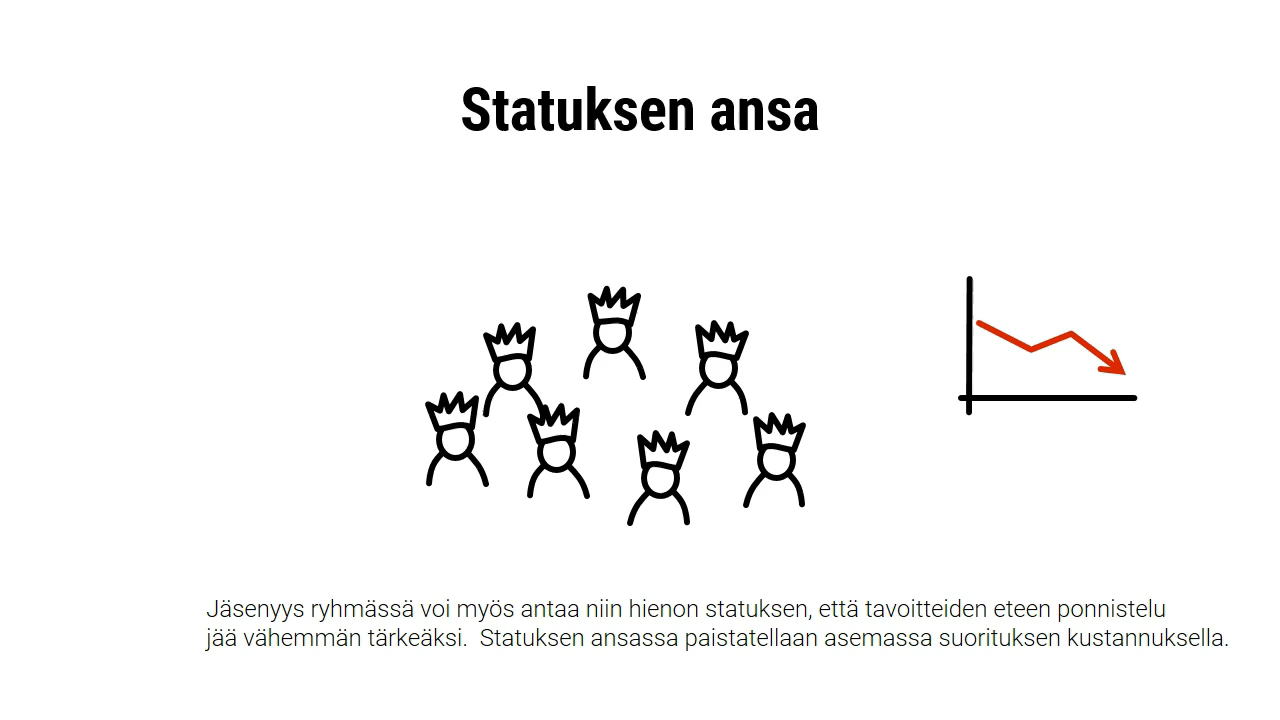 Statuksen ansa
Jäsenyys ryhmässä voi myös antaa niin hienon statuksen, että tavoitteiden eteen ponnistelu
jää vähemmän tärkeäksi.  Statuksen ansassa paistatellaan asemassa suorituksen kustannuksella.